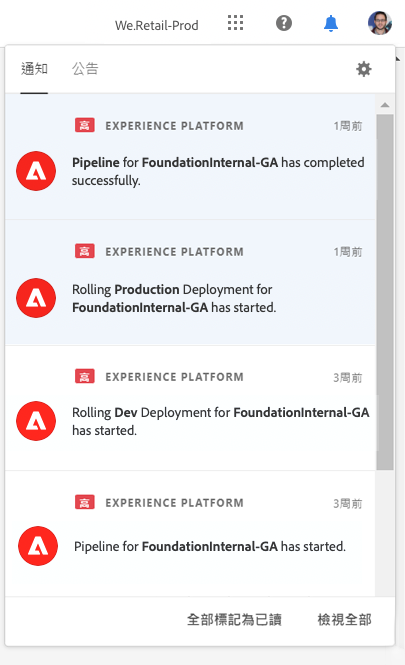 We.Retail-Prod
通知 公告
高 EXPERIENCE PLATFORM 1周前
Pipeline for FoundationInternal-GA has completed
successfully.
高 EXPERIENCE PLATFORM 1周前
Rolling Production Deployment for
FoundationInternal-GA has started.
高 EXPERIENCE PLATFORM 3周前
Rolling Dev Deployment for FoundationInternal-GA
has started.
高 EXPERIENCE PLATFORM 3周前
Pipeline for FoundationInternal-GA has started.
全部標記為已讀 檢視全部